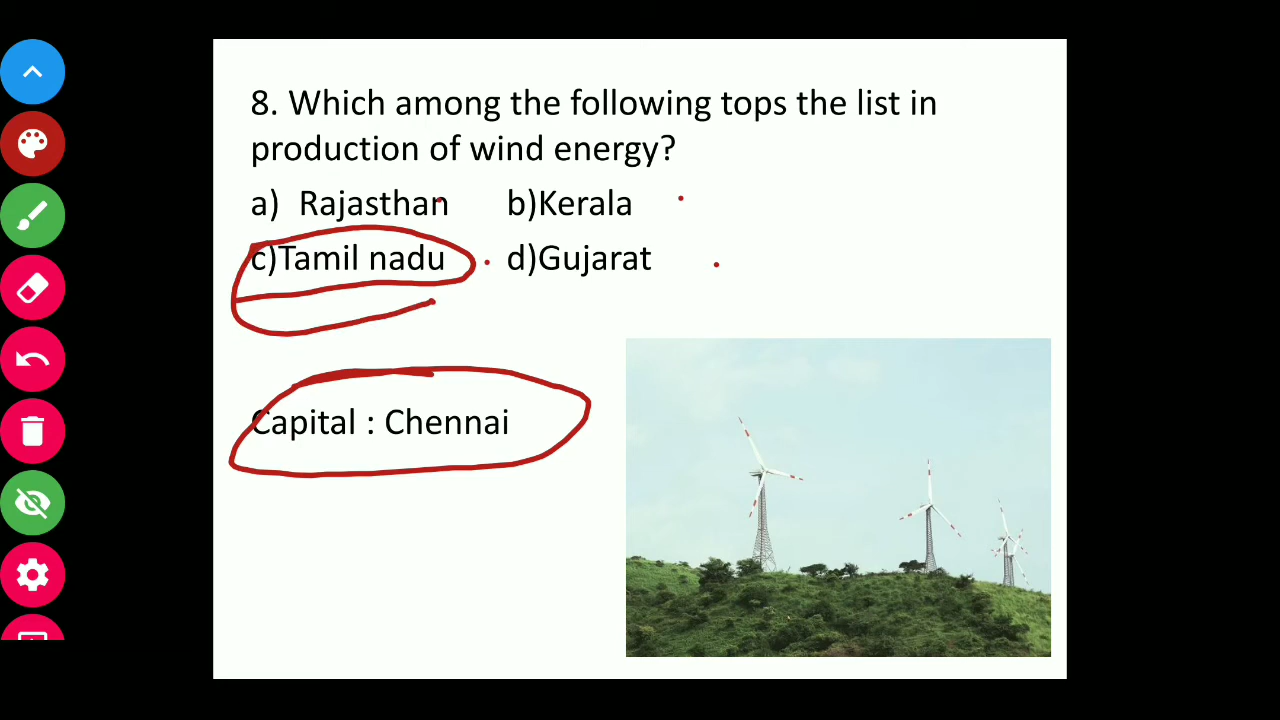 8. Which among the following tops the list in
production of wind energy?
a) Rajasthan b)Kerala
c)Tamil nadu d)Gujarat
Capital : Chennai